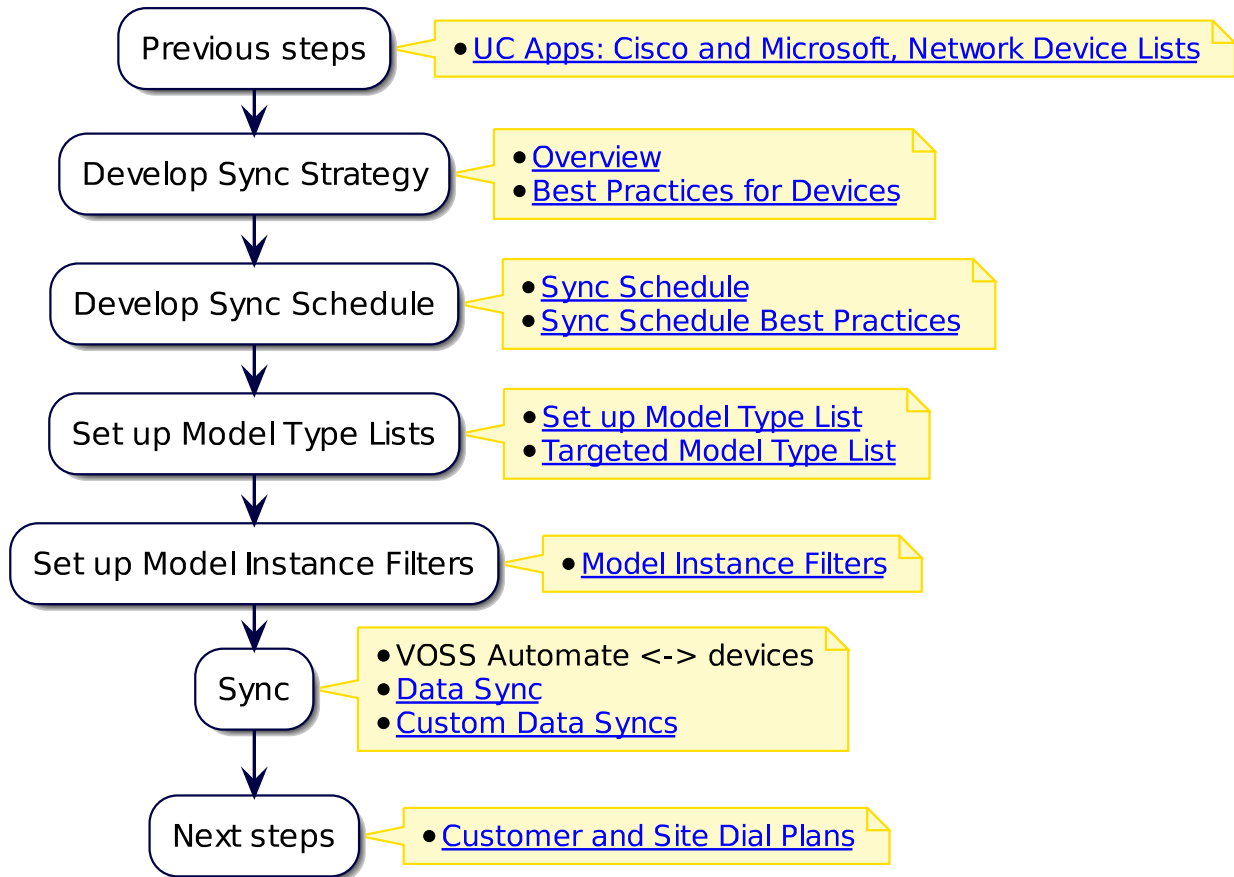 Previous steps
•UC Apps: Cisco and Microsoft, Network Device Lists
Develop Sync Strategy
•Overview
•Best Practices for Devices
Develop Sync Schedule
•Sync Schedule
•Sync Schedule Best Practices
Set up Model Type Lists
•Set up Model Type List
•Targeted Model Type List
Set up Model Instance Filters
•Model Instance Filters
Sync
•VOSS Automate <-> devices
•Data Sync
•Custom Data Syncs
Next steps
•Customer and Site Dial Plans